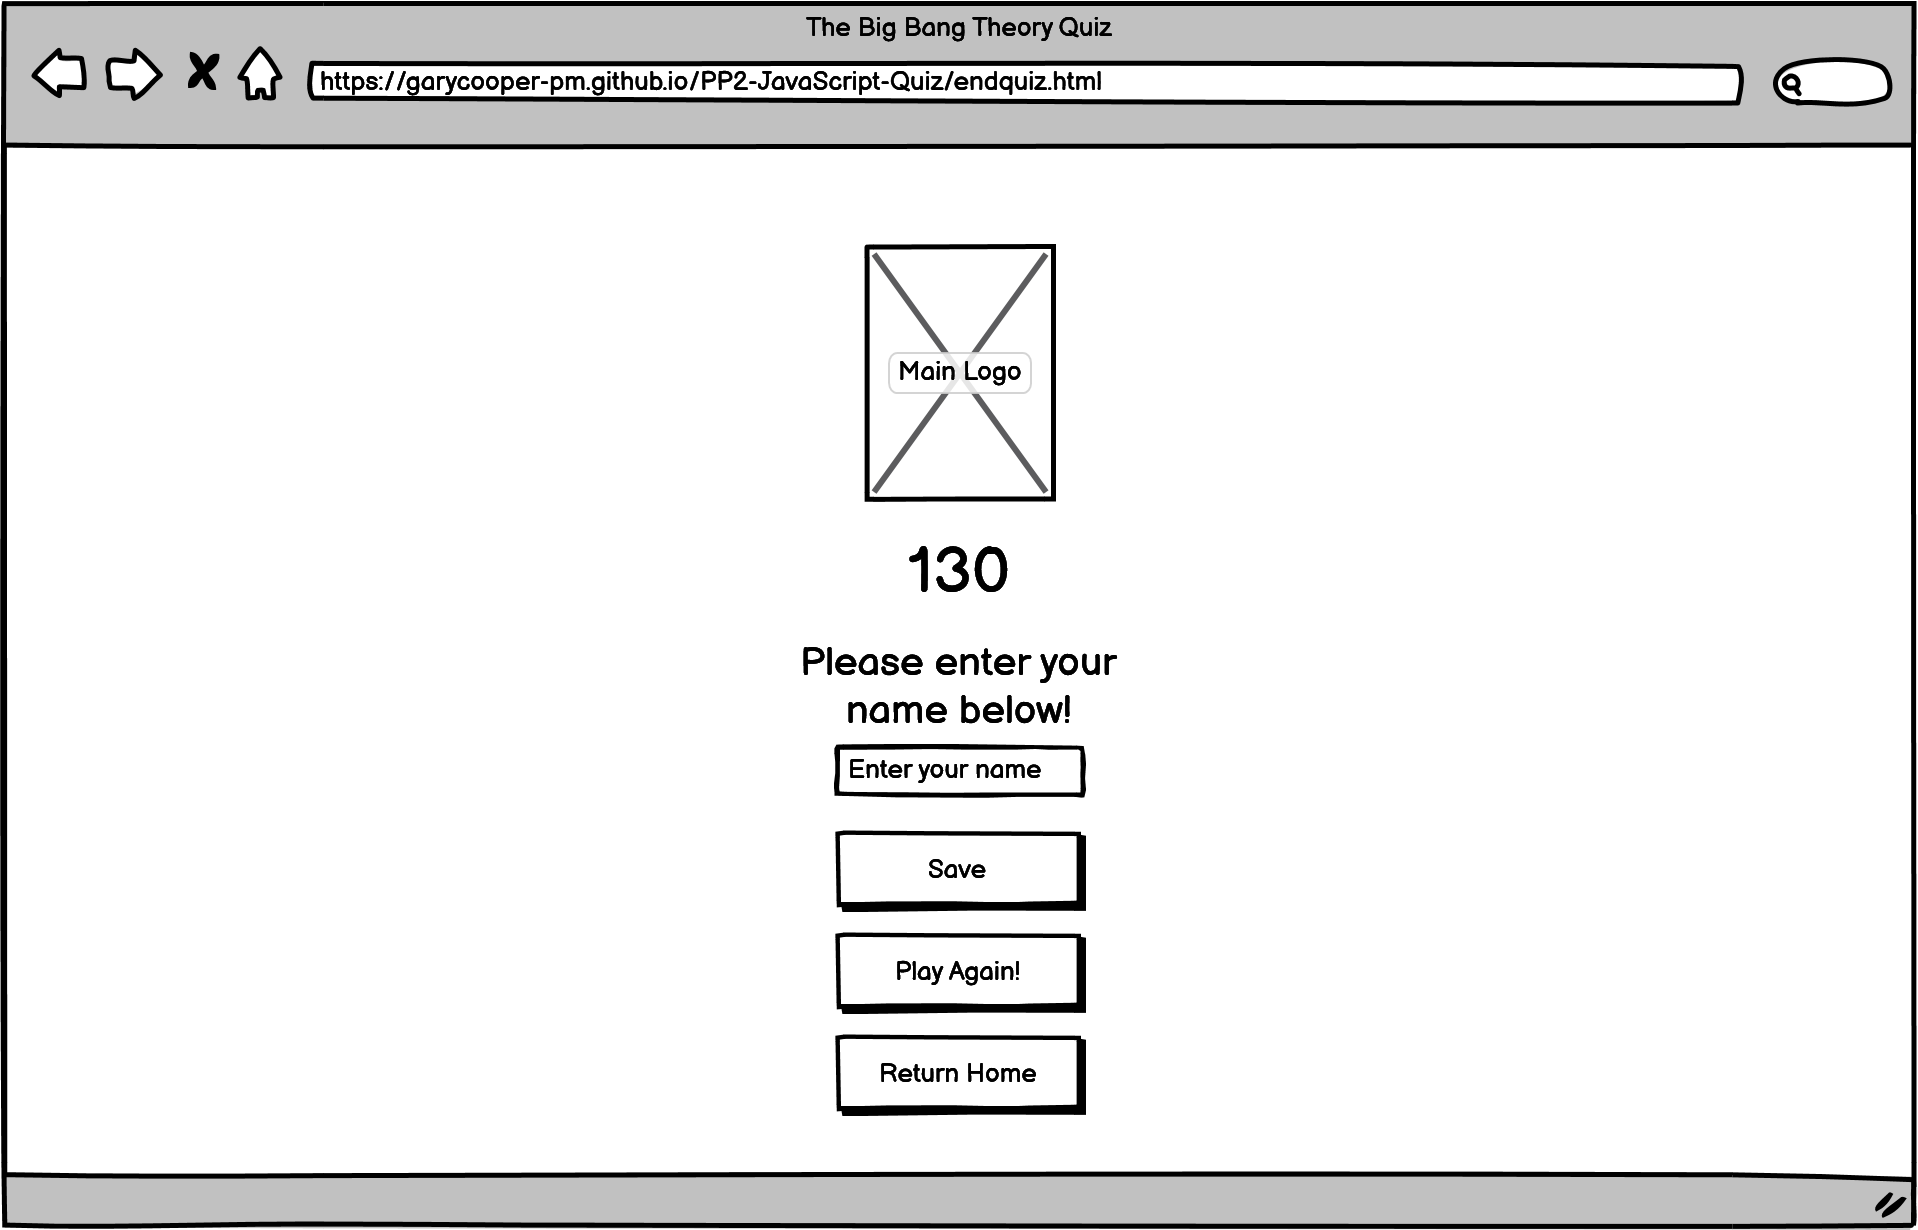 The Big Bang Theory Quiz
https://garycooper-pm.github.io/PP2-JavaScript-Quiz/endquiz.html
Main Logo
130
Please enter your
name below!
Enter your name
Save
Play Again!
Return Home